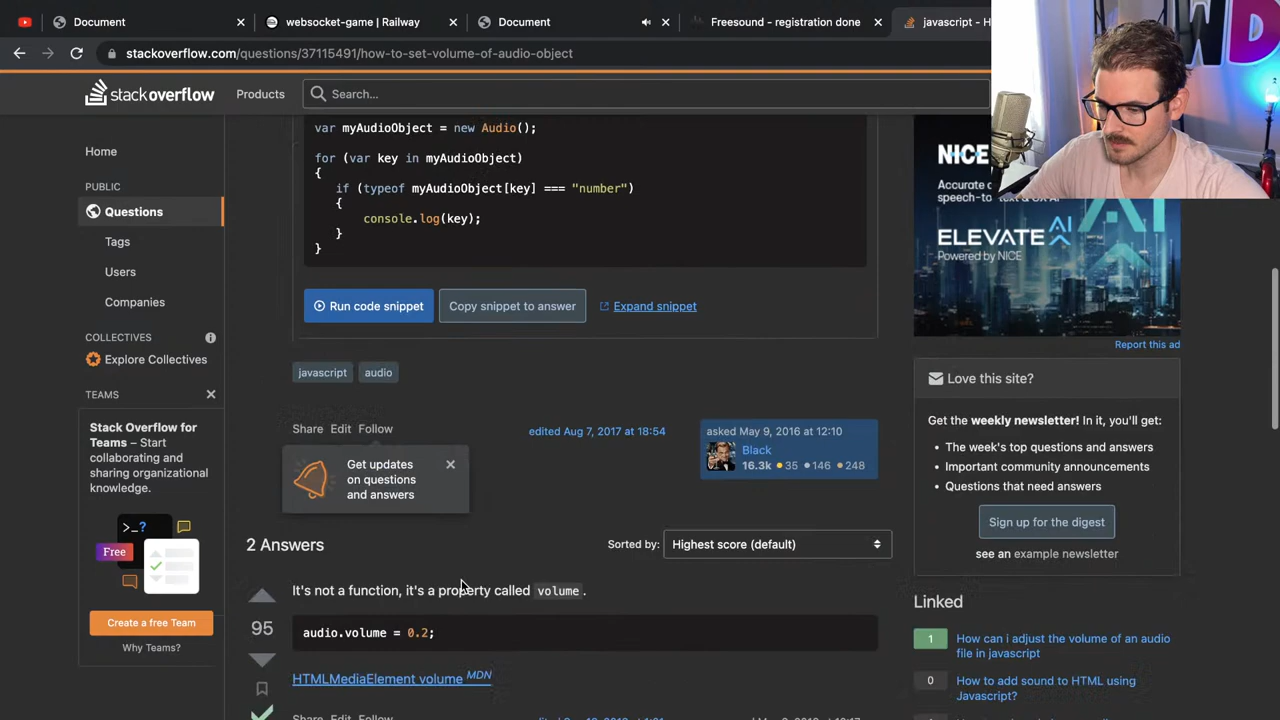 Document
websocket-game | Railway
Document
Freesound - registration done
javascript - H
stackoverflow.com/questions/37115491/how-to-set-volume-of-audio-object
stackoverflow
Products
Search...
Home
PUBLIC
Questions
Tags
Users
Companies
COLLECTIVES
Explore Collectives
TEAMS
Stack Overflow for
Teams – Start
collaborating and
sharing organizational
knowledge.
>_?
Free
Create a free Team
Why Teams?
var myAudioObject = new Audio();
for (var key in myAudioObject)
{
if (typeof myAudioObject[key] === "number")
{
console.log(key);
}
}
Run code snippet
Copy snippet to answer
Expand snippet
javascript
audio
Share Edit Follow
edited Aug 7, 2017 at 18:54
asked May 9, 2016 at 12:10
Black
16.3k 35 146 248
Get updates
on questions
and answers
2 Answers
Sorted by:
Highest score (default)
It's not a function, it's a property called volume.
95
audio.volume = 0.2;
HTMLMediaElement volume MDN
Share Edit Follow
NICE
Accurate
speech-to
ELEVATE AI
Powered by NICE
AI
Report this ad
Love this site?
Get the weekly newsletter! In it, you'll get:
The week's top questions and answers
Important community announcements
Questions that need answers
Sign up for the digest
see an example newsletter
Linked
1
How can i adjust the volume of an audio
file in javascript
0
How to add sound to HTML using
Javascript?